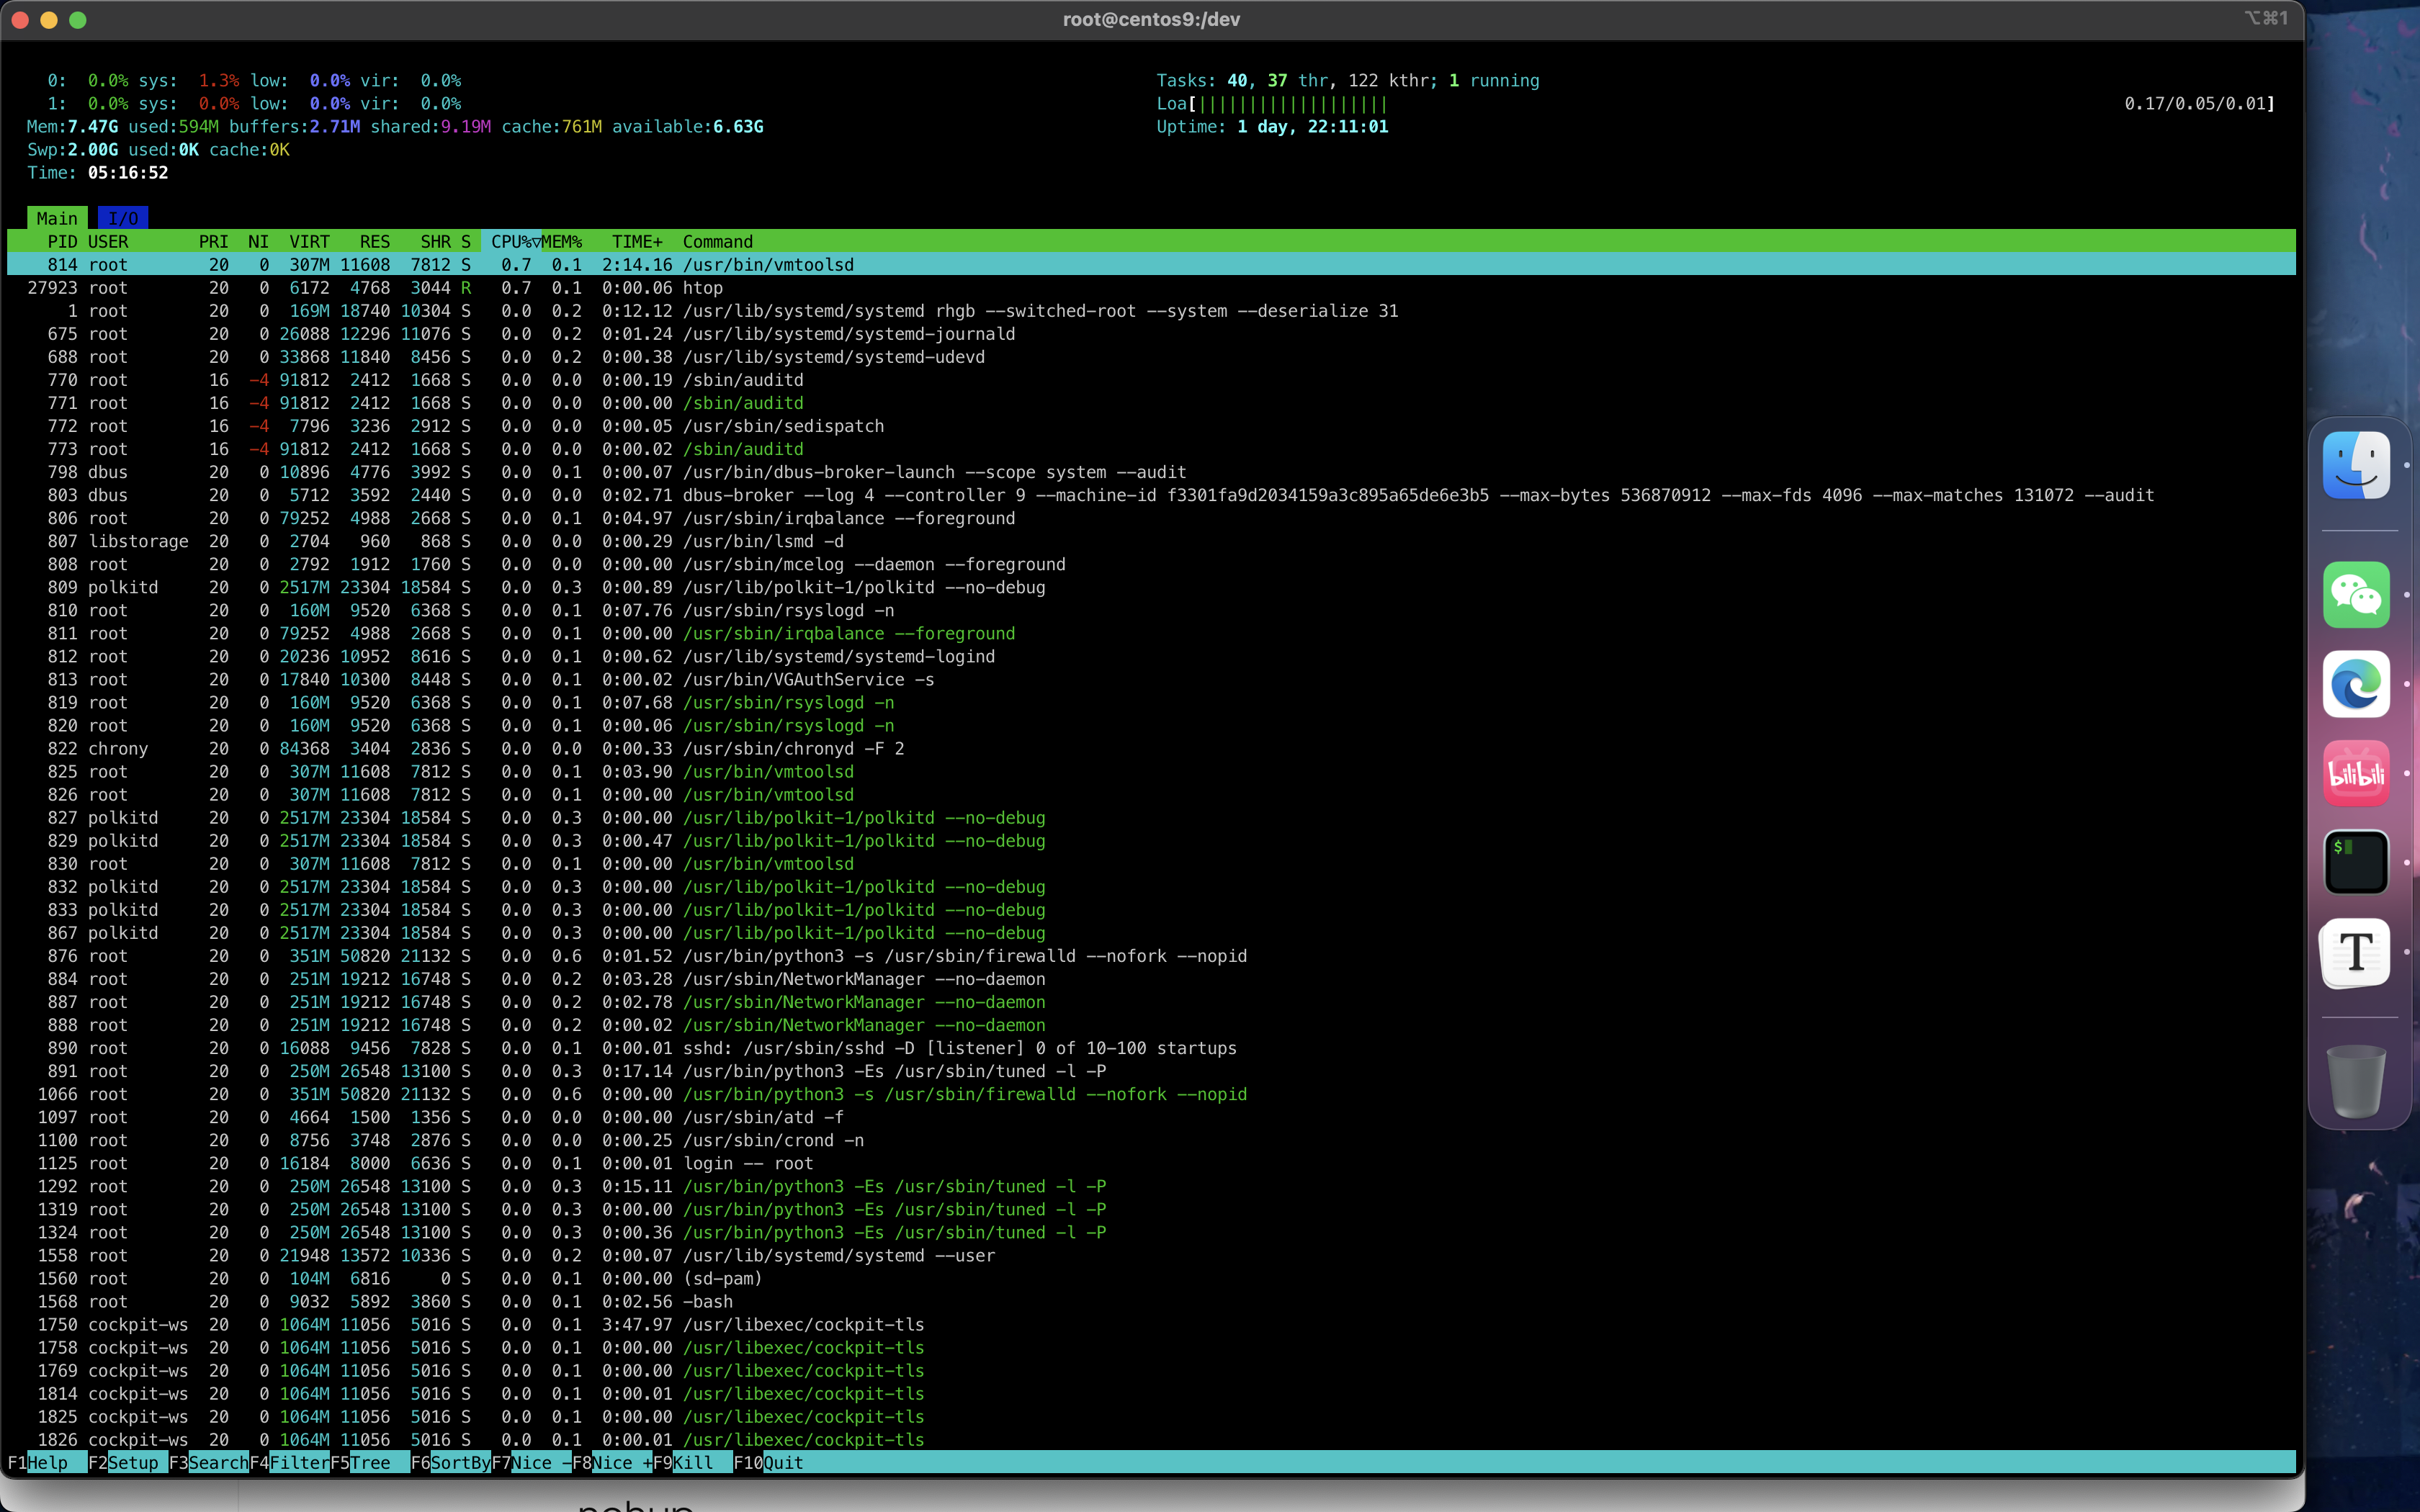 root@centos9:/dev
⌥⌘1
0: 0.0% sys: 1.3% low: 0.0% vir: 0.0%
1: 0.0% sys: 0.0% low: 0.0% vir: 0.0%
Mem:7.47G used:594M buffers:2.71M shared:9.19M cache:761M available:6.63G
Swp:2.00G used:0K cache:0K
Time: 05:16:52
Tasks: 40, 37 thr, 122 kthr; 1 running
Loa[||||||||||||||||||| 0.17/0.05/0.01]
Uptime: 1 day, 22:11:01
Main I/O
PID USER PRI NI VIRT RES SHR S CPU%▽MEM% TIME+ Command
814 root 20 0 307M 11608 7812 S 0.7 0.1 2:14.16 /usr/bin/vmtoolsd
27923 root 20 0 6172 4768 3044 R 0.7 0.1 0:00.06 htop
1 root 20 0 169M 18740 10304 S 0.0 0.2 0:12.12 /usr/lib/systemd/systemd rhgb --switched-root --system --deserialize 31
675 root 20 0 26088 12296 11076 S 0.0 0.2 0:01.24 /usr/lib/systemd/systemd-journald
688 root 20 0 33868 11840 8456 S 0.0 0.2 0:00.38 /usr/lib/systemd/systemd-udevd
770 root 16 -4 91812 2412 1668 S 0.0 0.0 0:00.19 /sbin/auditd
771 root 16 -4 91812 2412 1668 S 0.0 0.0 0:00.00 /sbin/auditd
772 root 16 -4 7796 3236 2912 S 0.0 0.0 0:00.05 /usr/sbin/sedispatch
773 root 16 -4 91812 2412 1668 S 0.0 0.0 0:00.02 /sbin/auditd
798 dbus 20 0 10896 4776 3992 S 0.0 0.1 0:00.07 /usr/bin/dbus-broker-launch --scope system --audit
803 dbus 20 0 5712 3592 2440 S 0.0 0.0 0:02.71 dbus-broker --log 4 --controller 9 --machine-id f3301fa9d2034159a3c895a65de6e3b5 --max-bytes 536870912 --max-fds 4096 --max-matches 131072 --audit
806 root 20 0 79252 4988 2668 S 0.0 0.1 0:04.97 /usr/sbin/irqbalance --foreground
807 libstorage 20 0 2704 960 868 S 0.0 0.0 0:00.29 /usr/bin/lsmd -d
808 root 20 0 2792 1912 1760 S 0.0 0.0 0:00.00 /usr/sbin/mcelog --daemon --foreground
809 polkitd 20 0 2517M 23304 18584 S 0.0 0.3 0:00.89 /usr/lib/polkit-1/polkitd --no-debug
810 root 20 0 160M 9520 6368 S 0.0 0.1 0:07.76 /usr/sbin/rsyslogd -n
811 root 20 0 79252 4988 2668 S 0.0 0.1 0:00.00 /usr/sbin/irqbalance --foreground
812 root 20 0 20236 10952 8616 S 0.0 0.1 0:00.62 /usr/lib/systemd/systemd-logind
813 root 20 0 17840 10300 8448 S 0.0 0.1 0:00.02 /usr/bin/VGAuthService -s
819 root 20 0 160M 9520 6368 S 0.0 0.1 0:07.68 /usr/sbin/rsyslogd -n
820 root 20 0 160M 9520 6368 S 0.0 0.1 0:00.06 /usr/sbin/rsyslogd -n
822 chrony 20 0 84368 3404 2836 S 0.0 0.0 0:00.33 /usr/sbin/chronyd -F 2
825 root 20 0 307M 11608 7812 S 0.0 0.1 0:03.90 /usr/bin/vmtoolsd
826 root 20 0 307M 11608 7812 S 0.0 0.1 0:00.00 /usr/bin/vmtoolsd
827 polkitd 20 0 2517M 23304 18584 S 0.0 0.3 0:00.00 /usr/lib/polkit-1/polkitd --no-debug
829 polkitd 20 0 2517M 23304 18584 S 0.0 0.3 0:00.47 /usr/lib/polkit-1/polkitd --no-debug
830 root 20 0 307M 11608 7812 S 0.0 0.1 0:00.00 /usr/bin/vmtoolsd
832 polkitd 20 0 2517M 23304 18584 S 0.0 0.3 0:00.00 /usr/lib/polkit-1/polkitd --no-debug
833 polkitd 20 0 2517M 23304 18584 S 0.0 0.3 0:00.00 /usr/lib/polkit-1/polkitd --no-debug
867 polkitd 20 0 2517M 23304 18584 S 0.0 0.3 0:00.00 /usr/lib/polkit-1/polkitd --no-debug
876 root 20 0 351M 50820 21132 S 0.0 0.6 0:01.52 /usr/bin/python3 -s /usr/sbin/firewalld --nofork --nopid
884 root 20 0 251M 19212 16748 S 0.0 0.2 0:03.28 /usr/sbin/NetworkManager --no-daemon
887 root 20 0 251M 19212 16748 S 0.0 0.2 0:02.78 /usr/sbin/NetworkManager --no-daemon
888 root 20 0 251M 19212 16748 S 0.0 0.2 0:00.02 /usr/sbin/NetworkManager --no-daemon
890 root 20 0 16088 9456 7828 S 0.0 0.1 0:00.01 sshd: /usr/sbin/sshd -D [listener] 0 of 10-100 startups
891 root 20 0 250M 26548 13100 S 0.0 0.3 0:17.14 /usr/bin/python3 -Es /usr/sbin/tuned -l -P
1066 root 20 0 351M 50820 21132 S 0.0 0.6 0:00.00 /usr/bin/python3 -s /usr/sbin/firewalld --nofork --nopid
1097 root 20 0 4664 1500 1356 S 0.0 0.0 0:00.00 /usr/sbin/atd -f
1100 root 20 0 8756 3748 2876 S 0.0 0.0 0:00.25 /usr/sbin/crond -n
1125 root 20 0 16184 8000 6636 S 0.0 0.1 0:00.01 login -- root
1292 root 20 0 250M 26548 13100 S 0.0 0.3 0:15.11 /usr/bin/python3 -Es /usr/sbin/tuned -l -P
1319 root 20 0 250M 26548 13100 S 0.0 0.3 0:00.00 /usr/bin/python3 -Es /usr/sbin/tuned -l -P
1324 root 20 0 250M 26548 13100 S 0.0 0.3 0:00.36 /usr/bin/python3 -Es /usr/sbin/tuned -l -P
1558 root 20 0 21948 13572 10336 S 0.0 0.2 0:00.07 /usr/lib/systemd/systemd --user
1560 root 20 0 104M 6816 0 S 0.0 0.1 0:00.00 (sd-pam)
1568 root 20 0 9032 5892 3860 S 0.0 0.1 0:02.56 -bash
1750 cockpit-ws 20 0 1064M 11056 5016 S 0.0 0.1 3:47.97 /usr/libexec/cockpit-tls
1758 cockpit-ws 20 0 1064M 11056 5016 S 0.0 0.1 0:00.00 /usr/libexec/cockpit-tls
1769 cockpit-ws 20 0 1064M 11056 5016 S 0.0 0.1 0:00.00 /usr/libexec/cockpit-tls
1814 cockpit-ws 20 0 1064M 11056 5016 S 0.0 0.1 0:00.01 /usr/libexec/cockpit-tls
1825 cockpit-ws 20 0 1064M 11056 5016 S 0.0 0.1 0:00.00 /usr/libexec/cockpit-tls
1826 cockpit-ws 20 0 1064M 11056 5016 S 0.0 0.1 0:00.01 /usr/libexec/cockpit-tls
F1Help F2Setup F3SearchF4FilterF5Tree F6SortByF7Nice -F8Nice +F9Kill F10Quit
bilibili
$
T